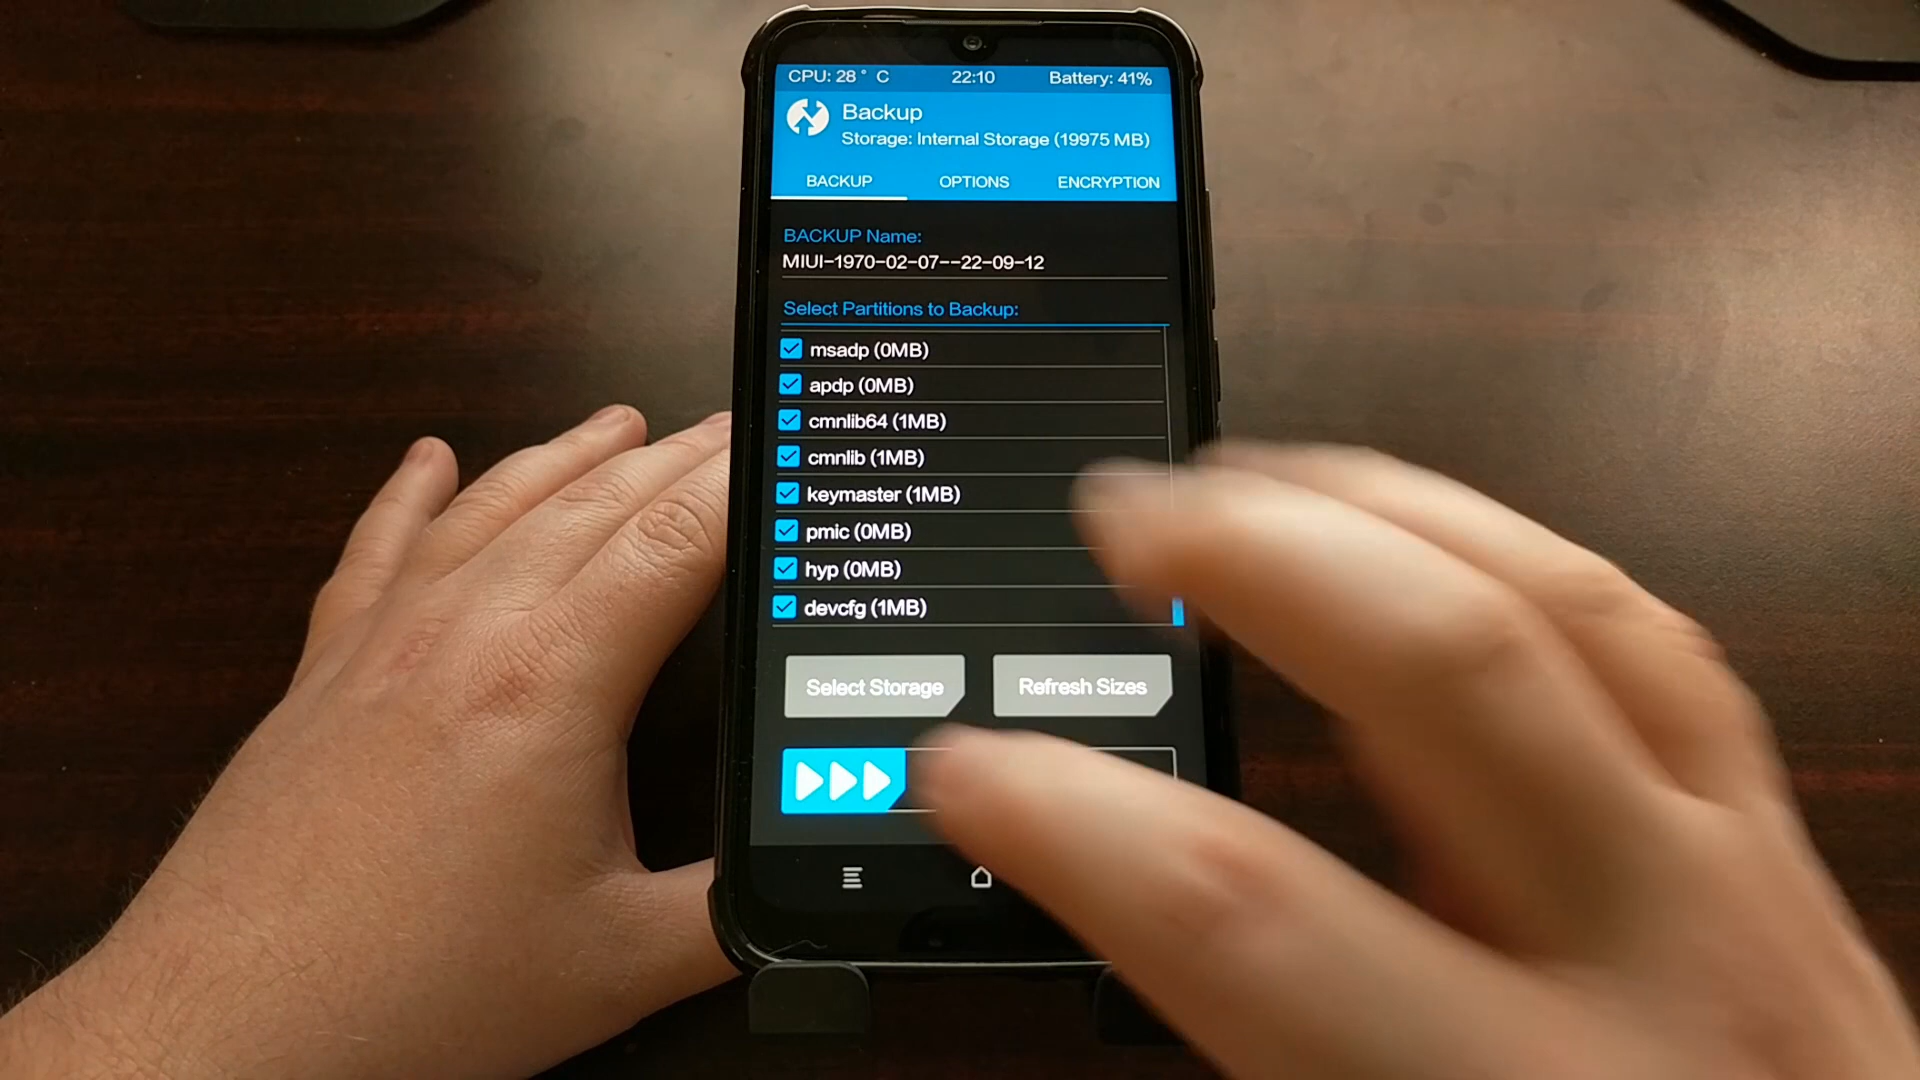 CPU: 28° C 22:10 Battery: 41%
Backup
Storage: Internal Storage (19975 MB)
BACKUP OPTIONS ENCRYPTION
BACKUP Name:
MIUI-1970-02-07--22-09-12
Select Partitions to Backup:
msadp (0MB)
apdp (0MB)
cmnlib64 (1MB)
cmnlib (1MB)
keymaster (1MB)
pmic (0MB)
hyp (0MB)
devcfg (1MB)
Select Storage Refresh Sizes